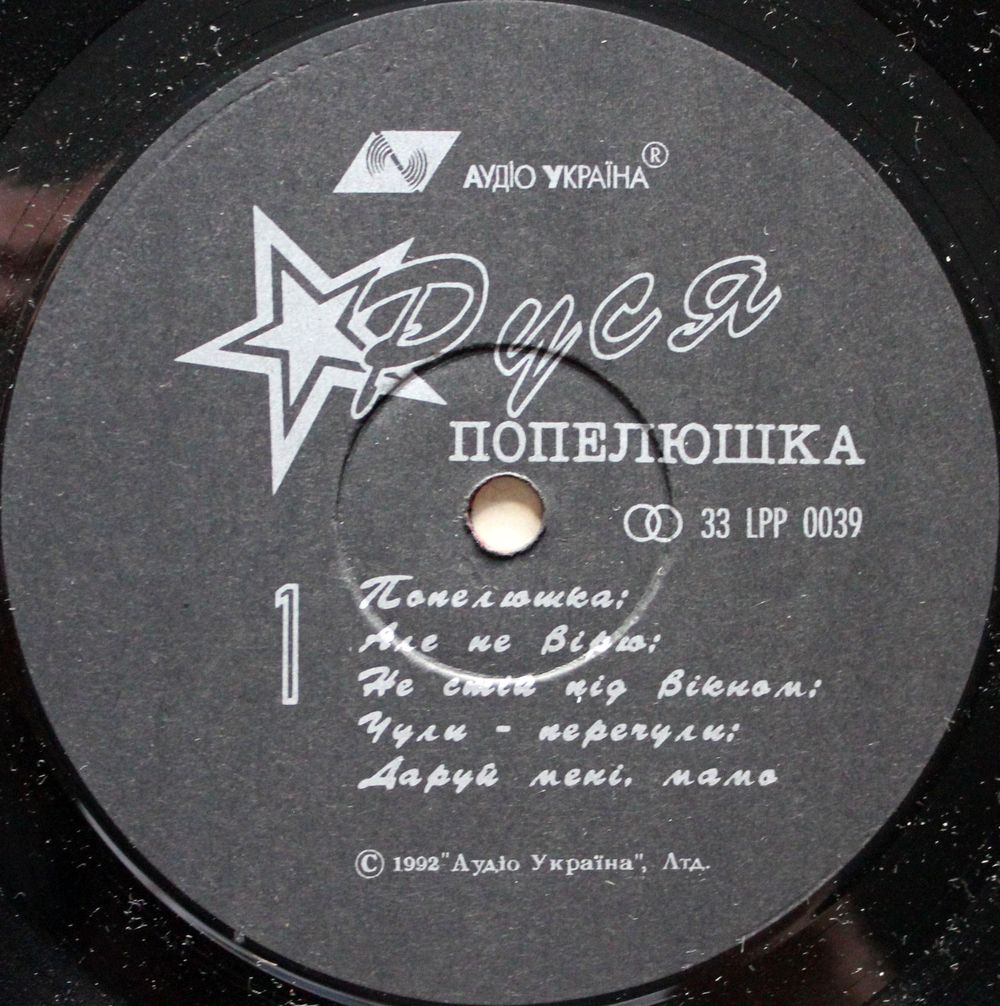 АУДІО УКРАЇНА ®
Руся
ПОПЕЛЮШКА
33 LPP 0039
1
Попелюшка;
Але не вірю;
Не стій під вікном;
Чули - перечули;
Даруй мені, мамо
© 1992 "Аудіо Україна", Лтд.